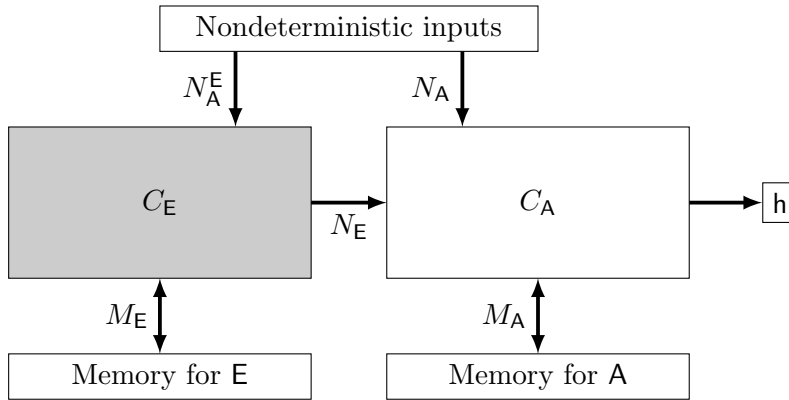 Nondeterministic inputs
N_A^E
N_A
C_E
C_A
h
N_E
M_E
M_A
Memory for E
Memory for A